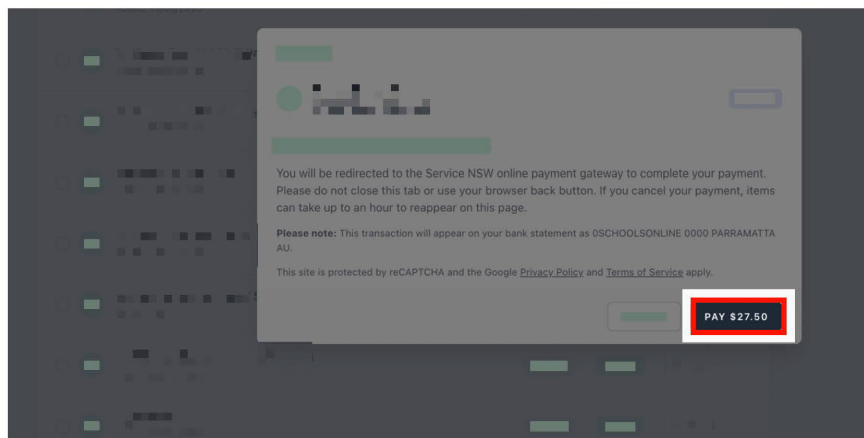 You will be redirected to the Service NSW online payment gateway to complete your payment.
Please do not close this tab or use your browser back button. If you cancel your payment, items
can take up to an hour to reappear on this page.
Please note: This transaction will appear on your bank statement as 0SCHOOLSONLINE 0000 PARRAMATTA
AU.
This site is protected by reCAPTCHA and the Google Privacy Policy and Terms of Service apply.
PAY $27.50